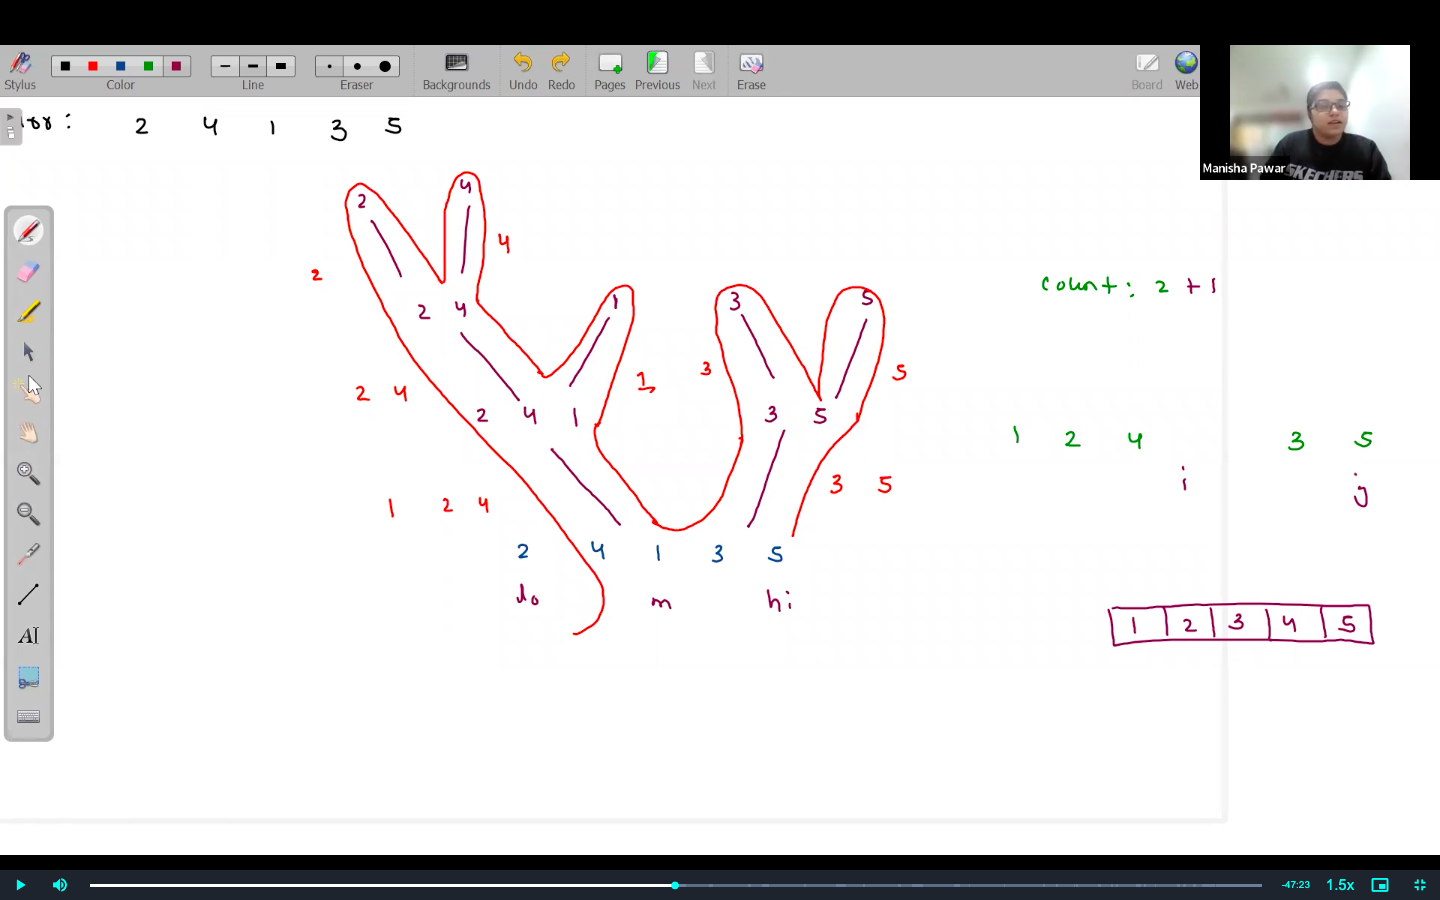 Stylus Color Line Eraser Backgrounds Undo Redo Pages Previous Next Erase Board Web
Manisha Pawar
SKECHERS
arr: 2 4 1 3 5
2 4
4
2
2 4
1
3
5
count: 2 + 1
2 4
1
3
5
2 4 1
3 5
1 2 4
3 5
i
j
1 2 4
3 5
2 4 1 3 5
lo m hi
1 2 3 4 5
AI
-47:23
1.5x